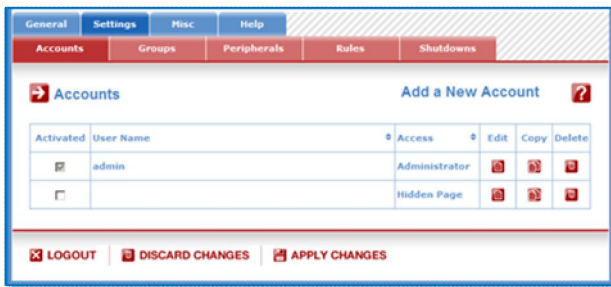 General Settings Misc Help
Accounts Groups Peripherals Rules Shutdowns
Accounts Add a New Account ?
Activated User Name Access Edit Copy Delete
admin Administrator
Hidden Page
LOGOUT DISCARD CHANGES APPLY CHANGES